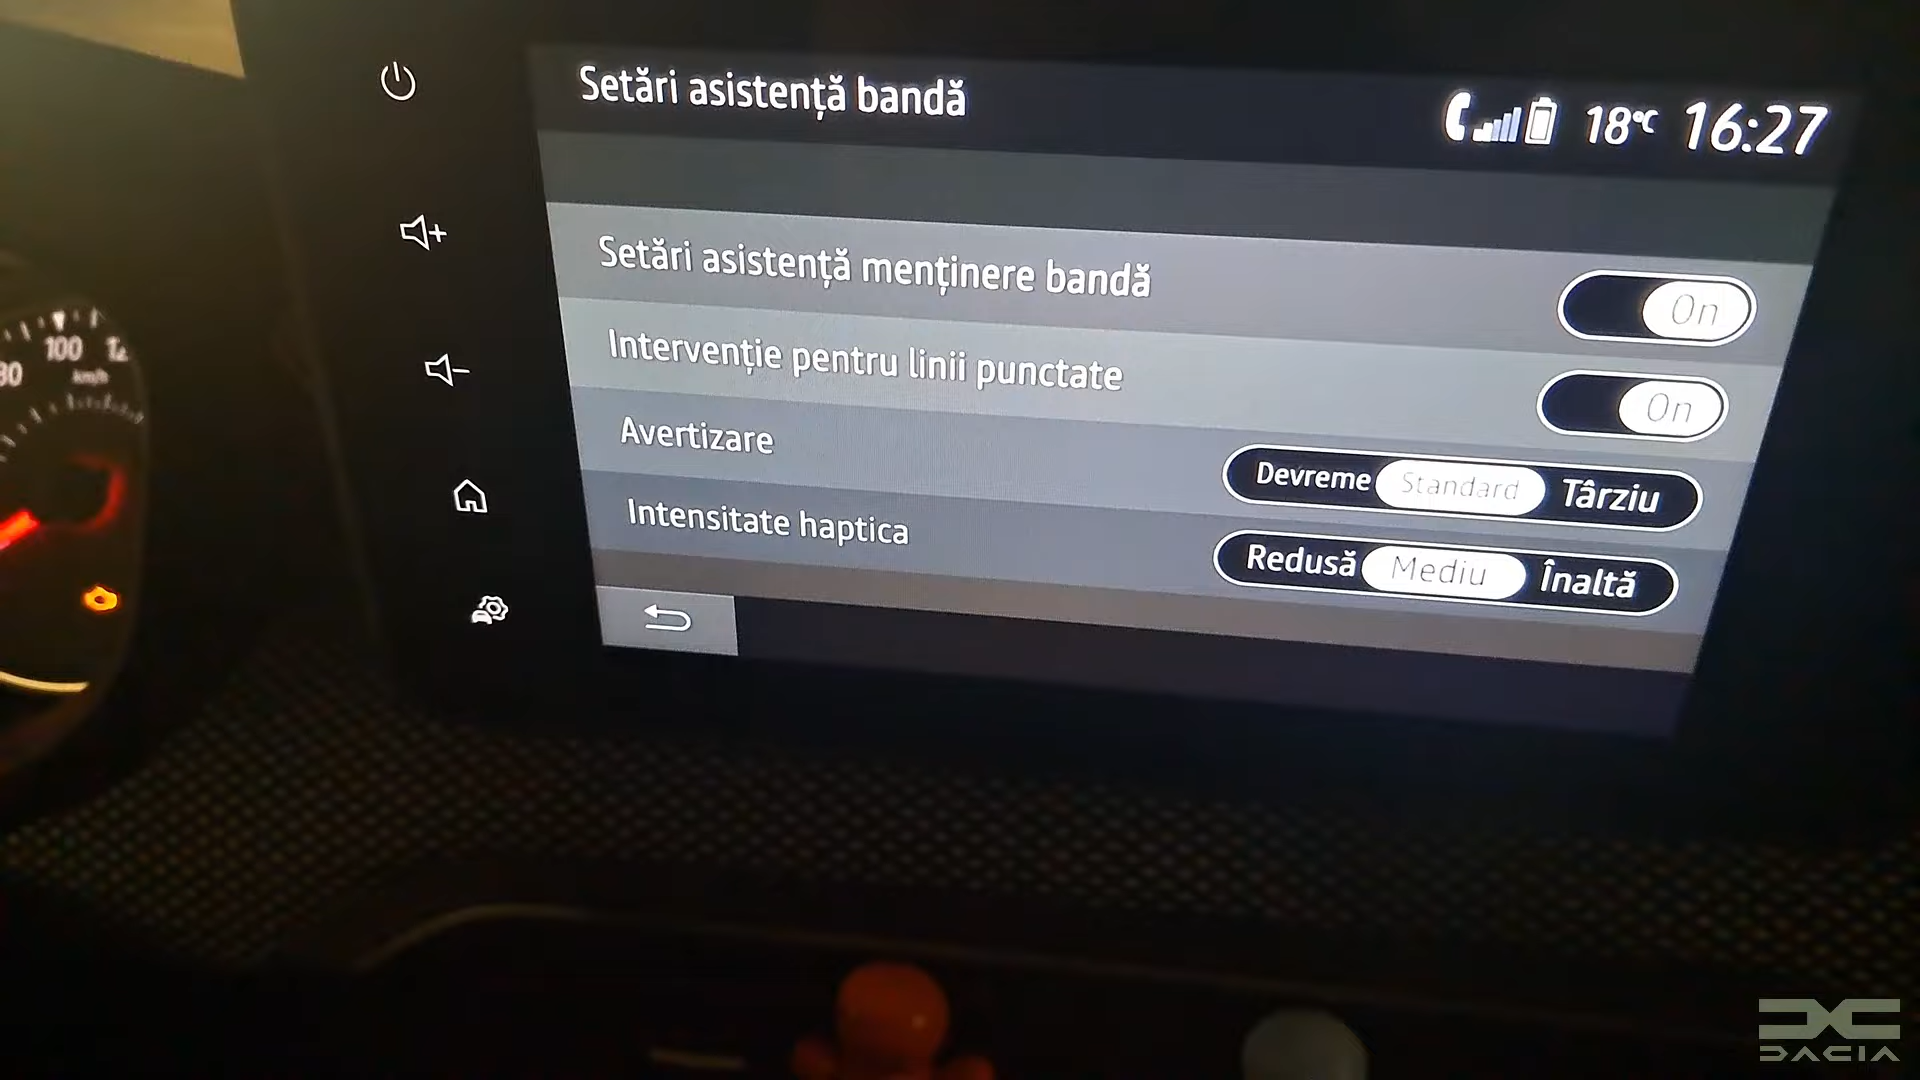 Setări asistență bandă
18°C 16:27
Setări asistență menținere bandă On
Intervenție pentru linii punctate On
Avertizare Devreme Standard Târziu
Intensitate haptica Redusă Mediu Înaltă
100
km/h
DACIA